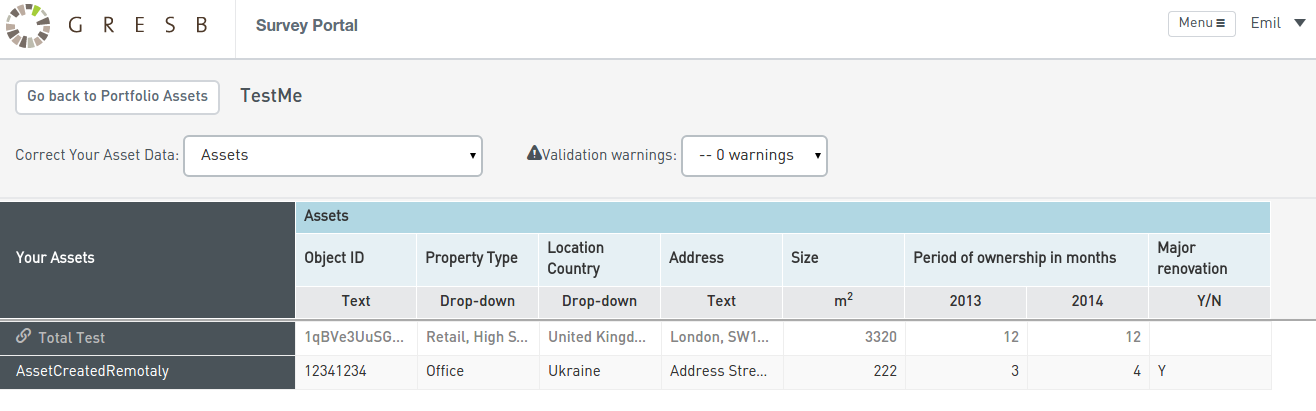 GRESB Survey Portal Menu ≡ Emil ▼
Go back to Portfolio Assets TestMe
Correct Your Asset Data: Assets Validation warnings: -- 0 warnings
Assets
Your Assets Object ID Property Type Location Country Address Size Period of ownership in months Major renovation
Text Drop-down Drop-down Text m² 2013 2014 Y/N
Total Test 1qBVe3UuSG... Retail, High S... United Kingd... London, SW1... 3320 12 12
AssetCreatedRemotaly 12341234 Office Ukraine Address Stre... 222 3 4 Y